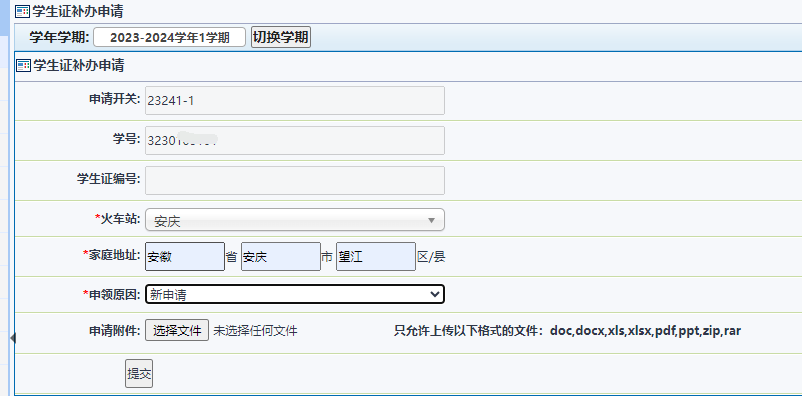 学生证补办申请
学年学期: 2023-2024学年1学期 切换学期
学生证补办申请
申请开关: 23241-1
学号: 3230
学生证编号:
*火车站: 安庆
*家庭地址: 安徽 省 安庆 市 望江 区/县
*申领原因: 新申请
申请附件: 选择文件 未选择任何文件 只允许上传以下格式的文件：doc,docx,xls,xlsx,pdf,ppt,zip,rar
提交